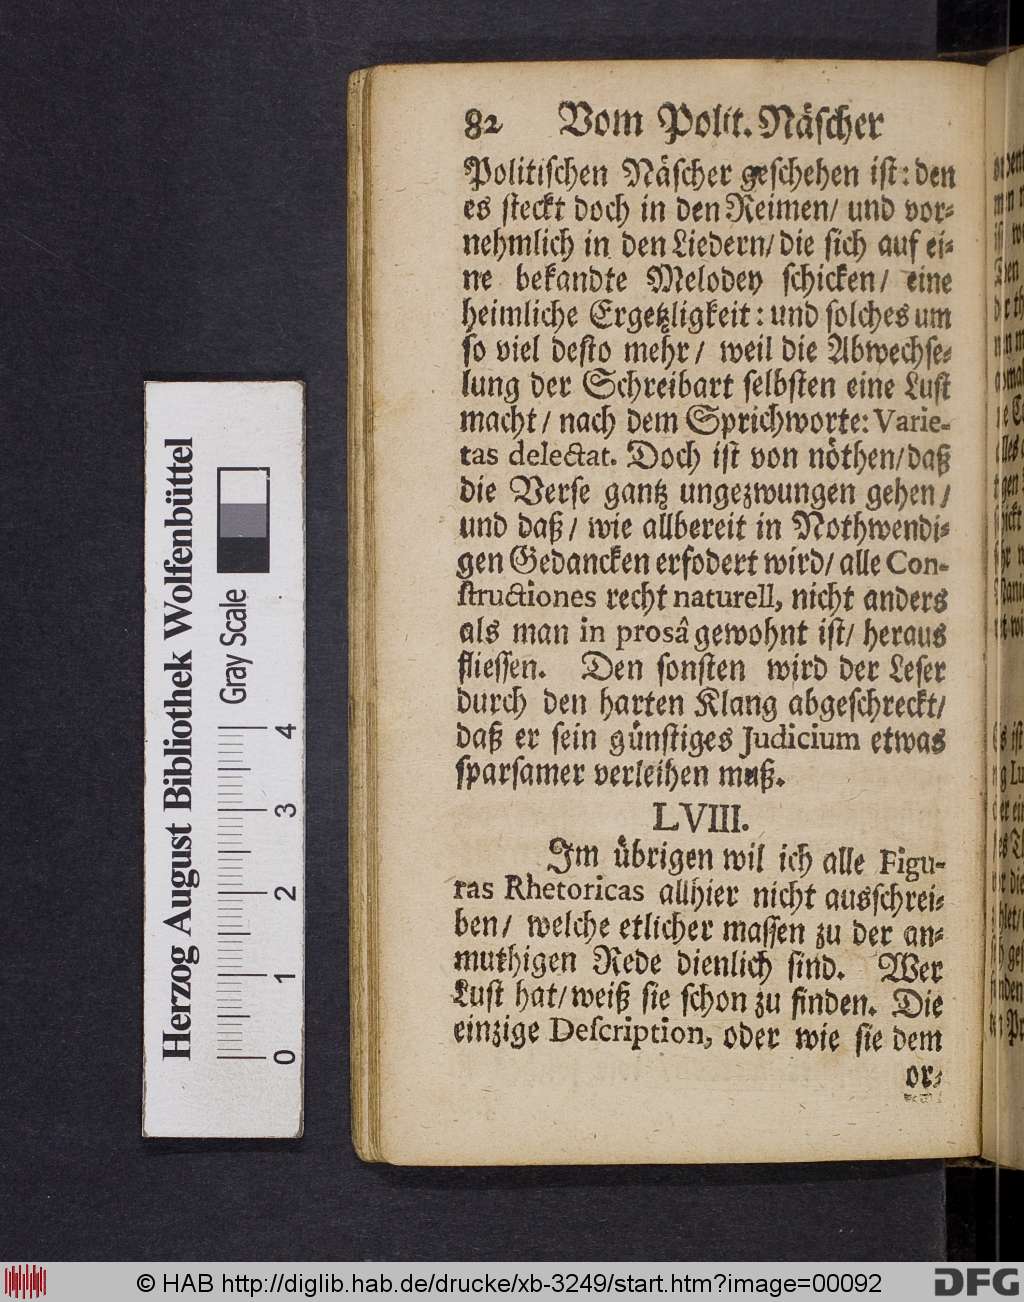 82 Vom Polit. Näscher
Politischen Näscher geschehen ist: den
es steckt doch in den Reimen/ und vor-
nehmlich in den Liedern/ die sich auf ei-
ne bekandte Melodey schicken/ eine
heimliche Ergetzligkeit: und solches um
so viel desto mehr/ weil die Abwechse-
lung der Schreibart selbsten eine Lust
macht/ nach dem Sprichworte: Varie-
tas delectat. Doch ist von nöthen/ daß
die Verse gantz ungezwungen gehen/
und daß/ wie allbereit in Nothwendi-
gen Gedancken erfodert wird/ alle Con-
structiones recht naturell, nicht anders
als man in prosâ gewohnt ist/ heraus
fliessen. Den sonsten wird der Leser
durch den harten Klang abgeschreckt/
daß er sein günstiges Judicium etwas
sparsamer verleihen muß.
LVIII.
Im übrigen wil ich alle Figu-
ras Rhetoricas allhier nicht ausschrei-
ben/ welche etlicher massen zu der an-
muthigen Rede dienlich sind. Wer
Lust hat/ weiß sie schon zu finden. Die
einzige Description, oder wie sie dem
or-
Herzog August Bibliothek Wolfenbüttel
Gray Scale
0 1 2 3 4
© HAB http://diglib.hab.de/drucke/xb-3249/start.htm?image=00092
DFG